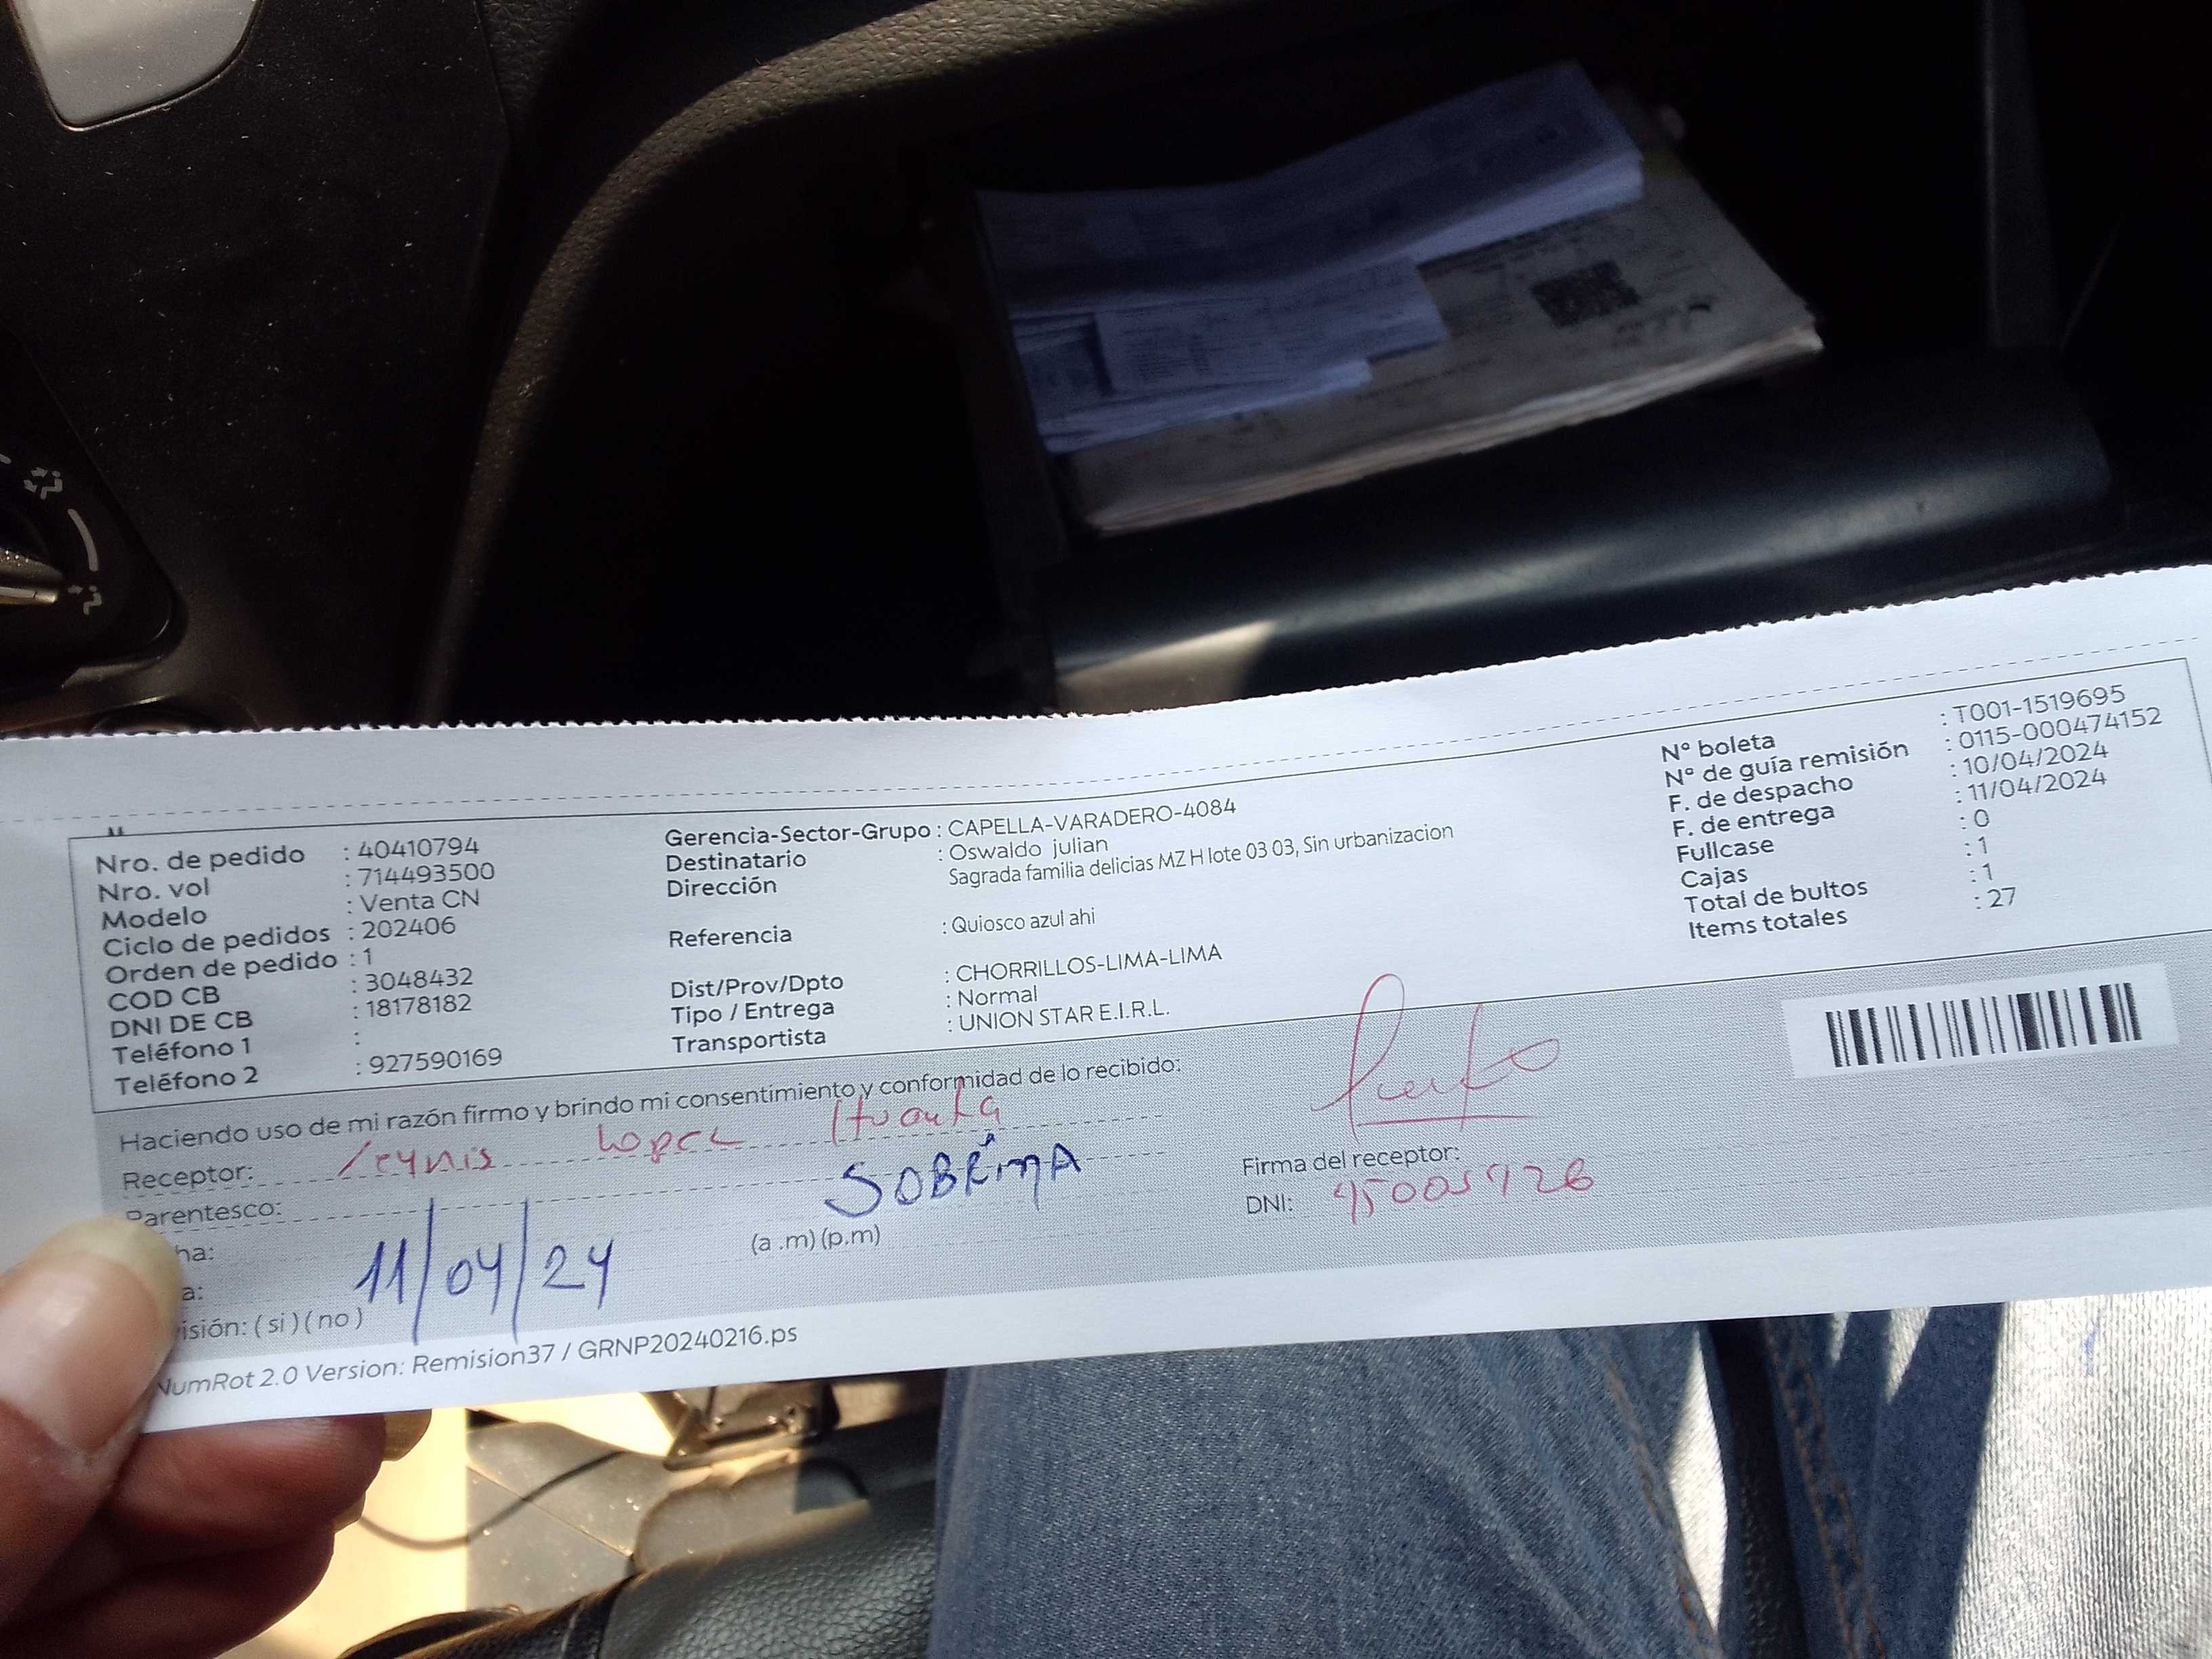 Nro. de pedido : 40410794
Nro. vol : 714493500
Modelo : Venta CN
Ciclo de pedidos : 202406
Orden de pedido : 1
COD CB : 3048432
DNI DE CB : 18178182
Teléfono 1 :
Teléfono 2 : 927590169
Gerencia-Sector-Grupo : CAPELLA-VARADERO-4084
Destinatario : Oswaldo julian
Dirección Sagrada familia delicias MZ H lote 03 03, Sin urbanizacion
Referencia : Quiosco azul ahi
Dist/Prov/Dpto : CHORRILLOS-LIMA-LIMA
Tipo / Entrega : Normal
Transportista : UNION STAR E.I.R.L.
N° boleta : T001-1519695
N° de guía remisión : 0115-000474152
F. de despacho : 10/04/2024
F. de entrega : 11/04/2024
Fullcase : 0
Cajas : 1
Total de bultos : 1
Items totales : 27
Haciendo uso de mi razón firmo y brindo mi consentimiento y conformidad de lo recibido:
Receptor: Leynis Lopez
Parentesco: SOBRINA
ha: 11/04/24
a: (a .m) (p.m)
isión: ( si ) ( no )
Firma del receptor:
DNI: 45005726
NumRot 2.0 Version: Remision37 / GRNP20240216.ps